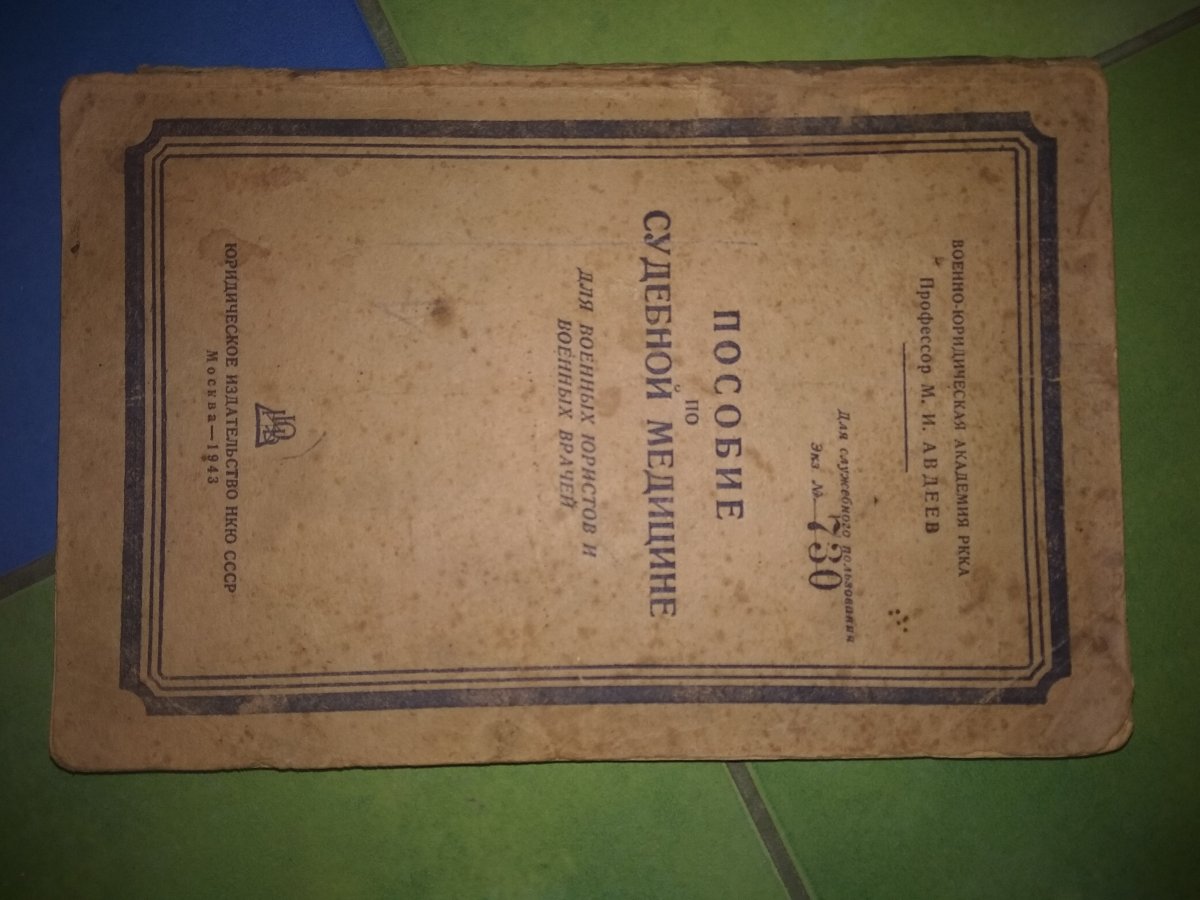 ВОЕННО-ЮРИДИЧЕСКАЯ АКАДЕМИЯ РККА
Профессор М. И. АВДЕЕВ
Для служебного пользования
Экз № 730
ПОСОБИЕ
ПО
СУДЕБНОЙ МЕДИЦИНЕ
ДЛЯ ВОЕННЫХ ЮРИСТОВ И
ВОЕННЫХ ВРАЧЕЙ
ЮРИДИЧЕСКОЕ ИЗДАТЕЛЬСТВО НКЮ СССР
Москва—1943